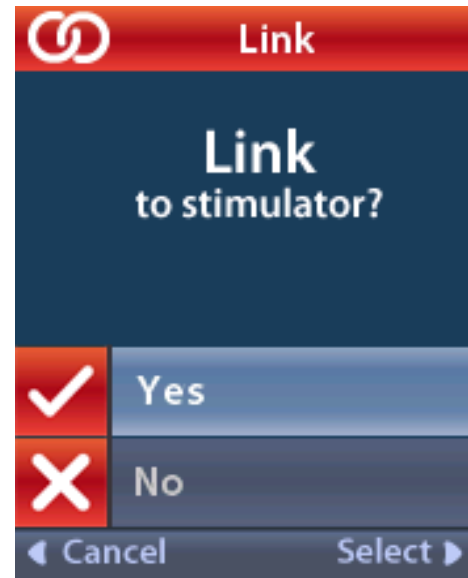 Link
Link
to stimulator?
Yes
No
Cancel Select